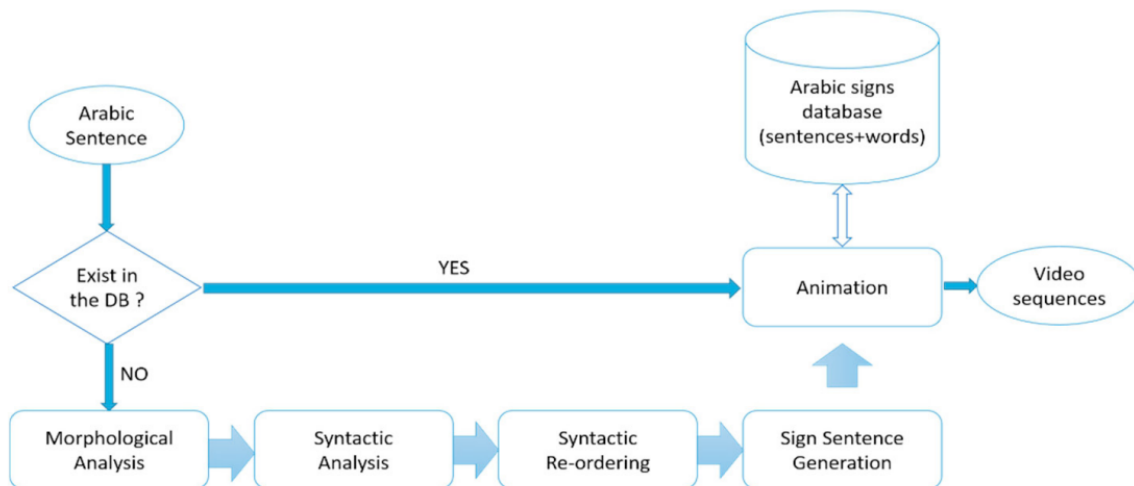 Arabic
Sentence
Arabic signs
database
(sentences+words)
Exist in
the DB ?
YES
Animation
Video
sequences
NO
Morphological
Analysis
Syntactic
Analysis
Syntactic
Re-ordering
Sign Sentence
Generation